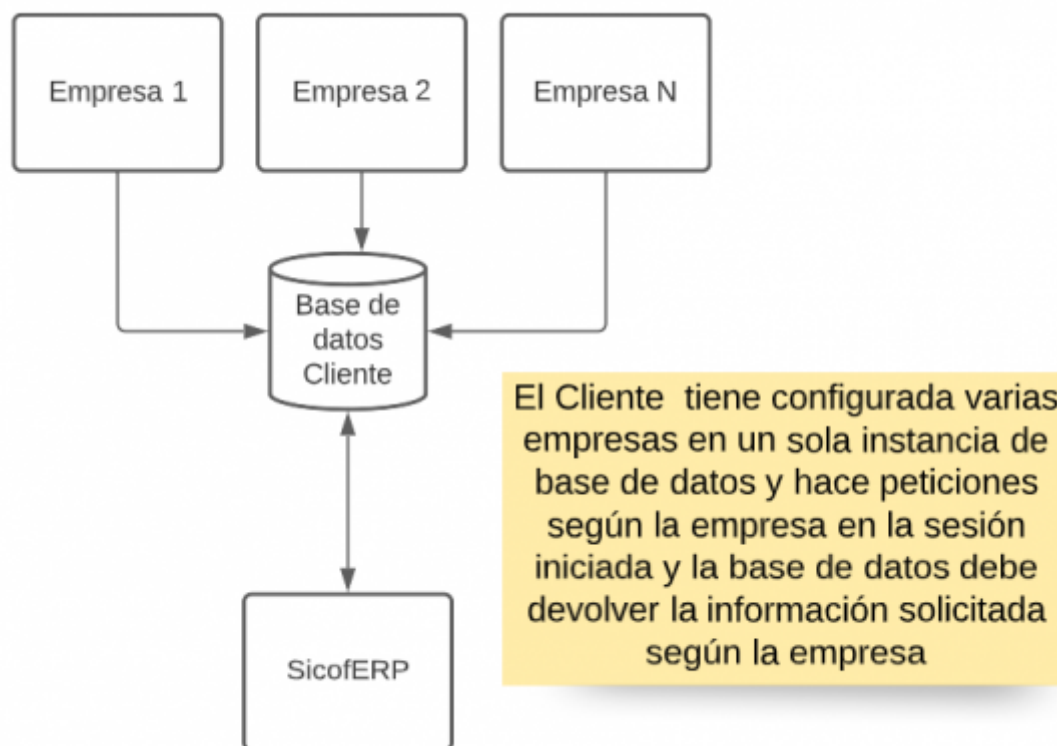 Empresa 1
Empresa 2
Empresa N
Base de
datos
Cliente
El Cliente tiene configurada varias
empresas en un sola instancia de
base de datos y hace peticiones
según la empresa en la sesión
iniciada y la base de datos debe
devolver la información solicitada
según la empresa
SicofERP